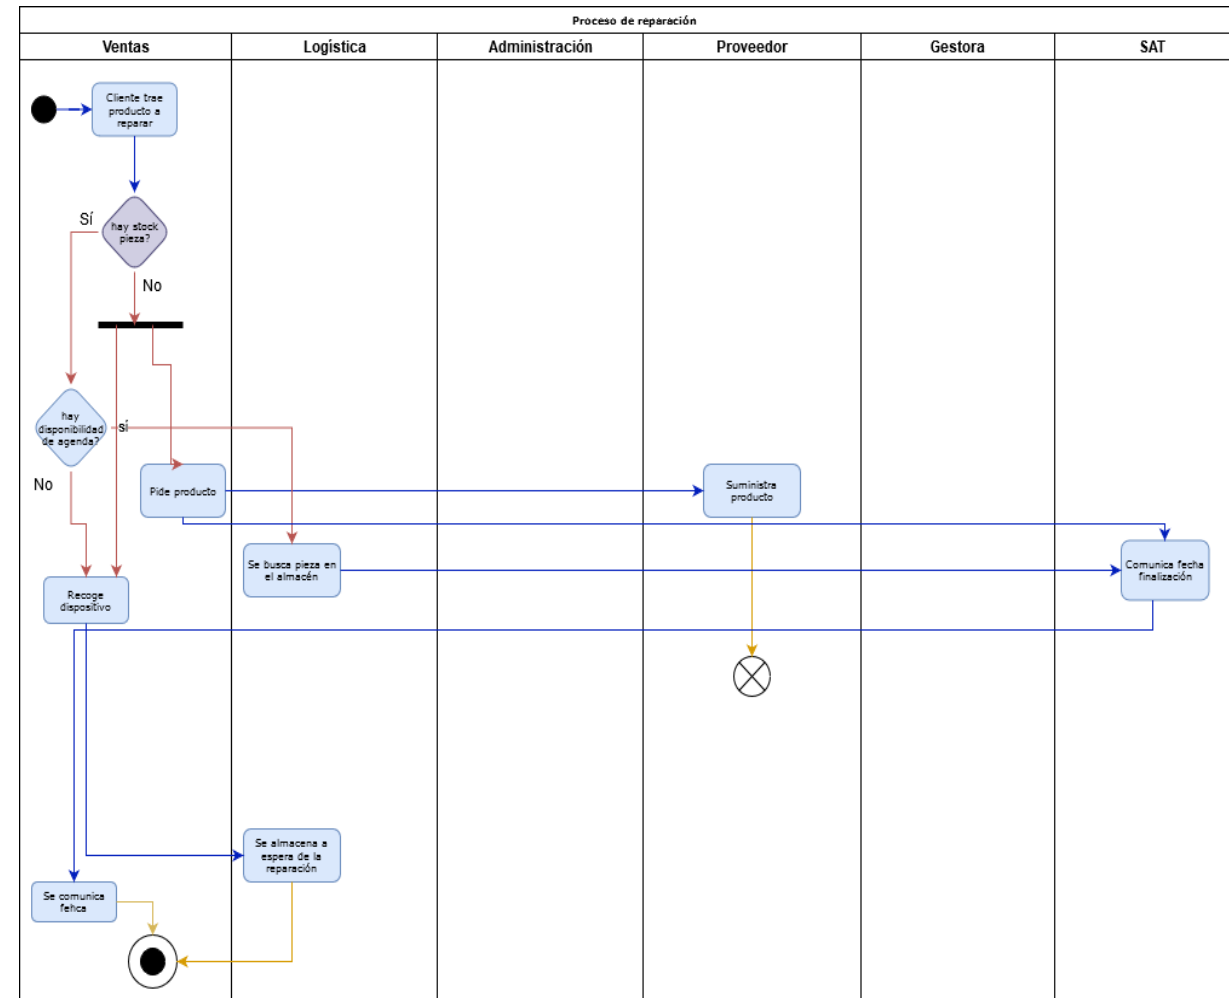 Proceso de reparación
Ventas
Logística
Administración
Proveedor
Gestora
SAT
Cliente trae
producto a
reparar
Sí
hay stock
pieza?
No
hay
disponibilidad
de agenda?
sí
No
Pide producto
Suministra
producto
Se busca pieza en
el almacén
Comunica fecha
finalización
Recoge
dispositivo
Se almacena a
espera de la
reparación
Se comunica
fehca